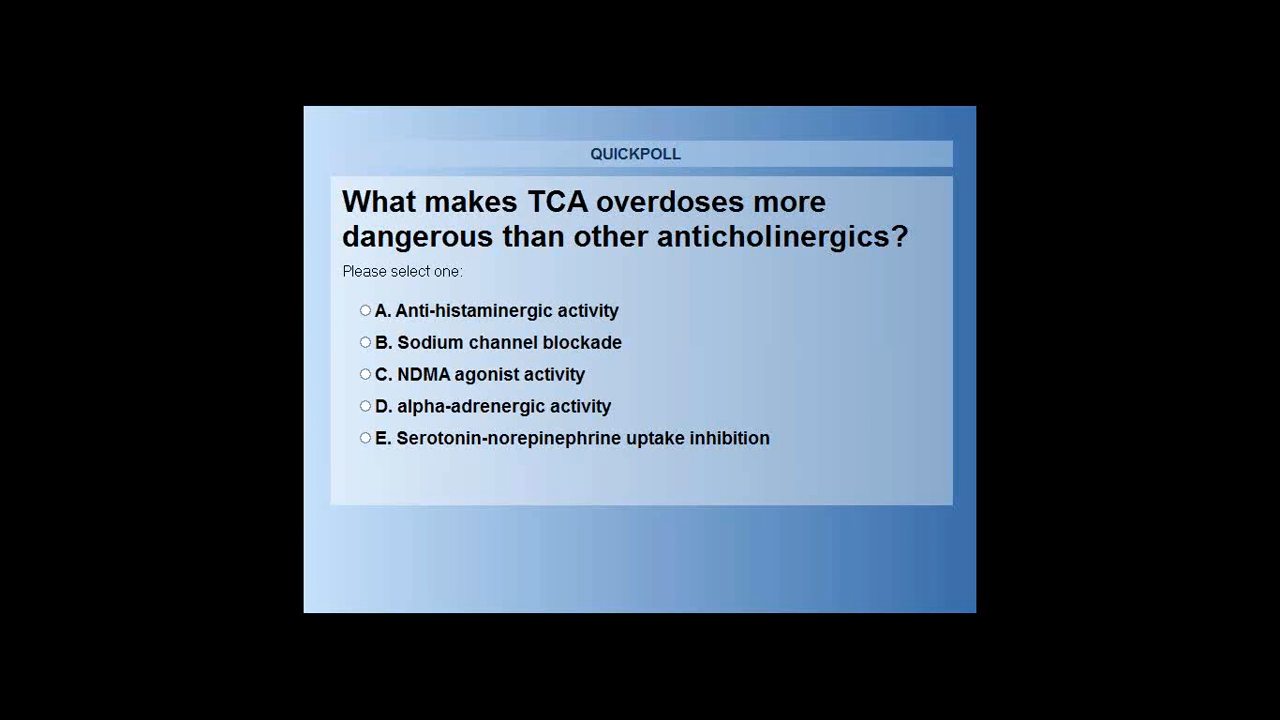 QUICKPOLL
What makes TCA overdoses more
dangerous than other anticholinergics?
Please select one:
A. Anti-histaminergic activity
B. Sodium channel blockade
C. NDMA agonist activity
D. alpha-adrenergic activity
E. Serotonin-norepinephrine uptake inhibition